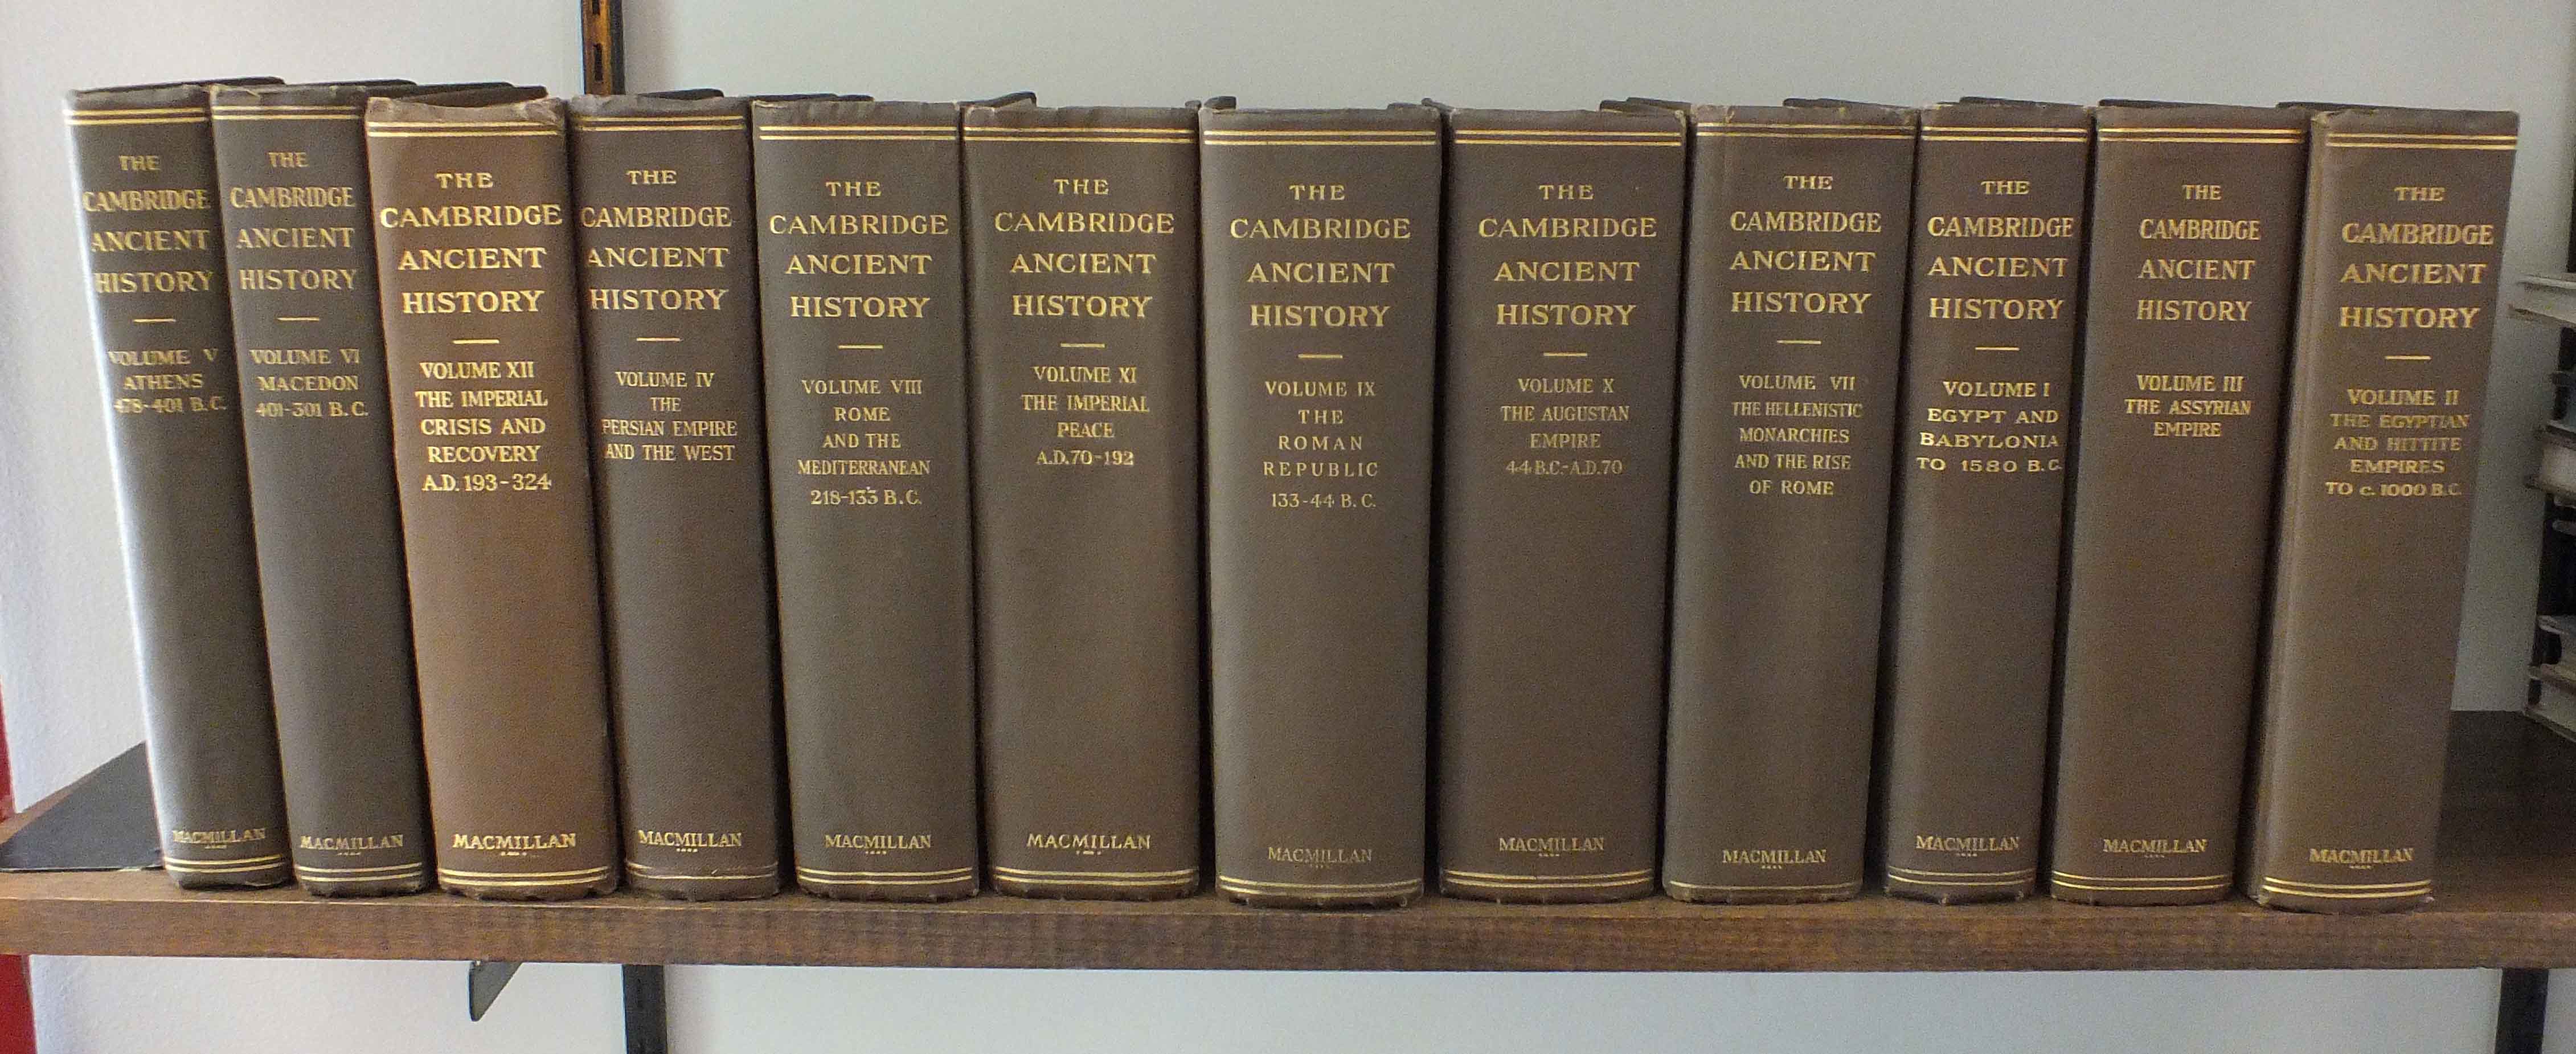 THE
CAMBRIDGE
ANCIENT
HISTORY
VOLUME V
ATHENS
478-401 B.C.
MACMILLAN
THE
CAMBRIDGE
ANCIENT
HISTORY
VOLUME VI
MACEDON
401-301 B.C.
MACMILLAN
THE
CAMBRIDGE
ANCIENT
HISTORY
VOLUME XII
THE IMPERIAL
CRISIS AND
RECOVERY
A.D. 193-324
MACMILLAN
THE
CAMBRIDGE
ANCIENT
HISTORY
VOLUME IV
THE
PERSIAN EMPIRE
AND THE WEST
MACMILLAN
THE
CAMBRIDGE
ANCIENT
HISTORY
VOLUME VIII
ROME
AND THE
MEDITERRANEAN
218-133 B.C.
MACMILLAN
THE
CAMBRIDGE
ANCIENT
HISTORY
VOLUME XI
THE IMPERIAL
PEACE
A.D. 70-192
MACMILLAN
THE
CAMBRIDGE
ANCIENT
HISTORY
VOLUME IX
THE
ROMAN
REPUBLIC
133-44 B.C.
MACMILLAN
THE
CAMBRIDGE
ANCIENT
HISTORY
VOLUME X
THE AUGUSTAN
EMPIRE
44 B.C.-A.D.70
MACMILLAN
THE
CAMBRIDGE
ANCIENT
HISTORY
VOLUME VII
THE HELLENISTIC
MONARCHIES
AND THE RISE
OF ROME
MACMILLAN
THE
CAMBRIDGE
ANCIENT
HISTORY
VOLUME I
EGYPT AND
BABYLONIA
TO 1580 B.C.
MACMILLAN
THE
CAMBRIDGE
ANCIENT
HISTORY
VOLUME III
THE ASSYRIAN
EMPIRE
MACMILLAN
THE
CAMBRIDGE
ANCIENT
HISTORY
VOLUME II
THE EGYPTIAN
AND HITTITE
EMPIRES
TO c. 1000 B.C.
MACMILLAN